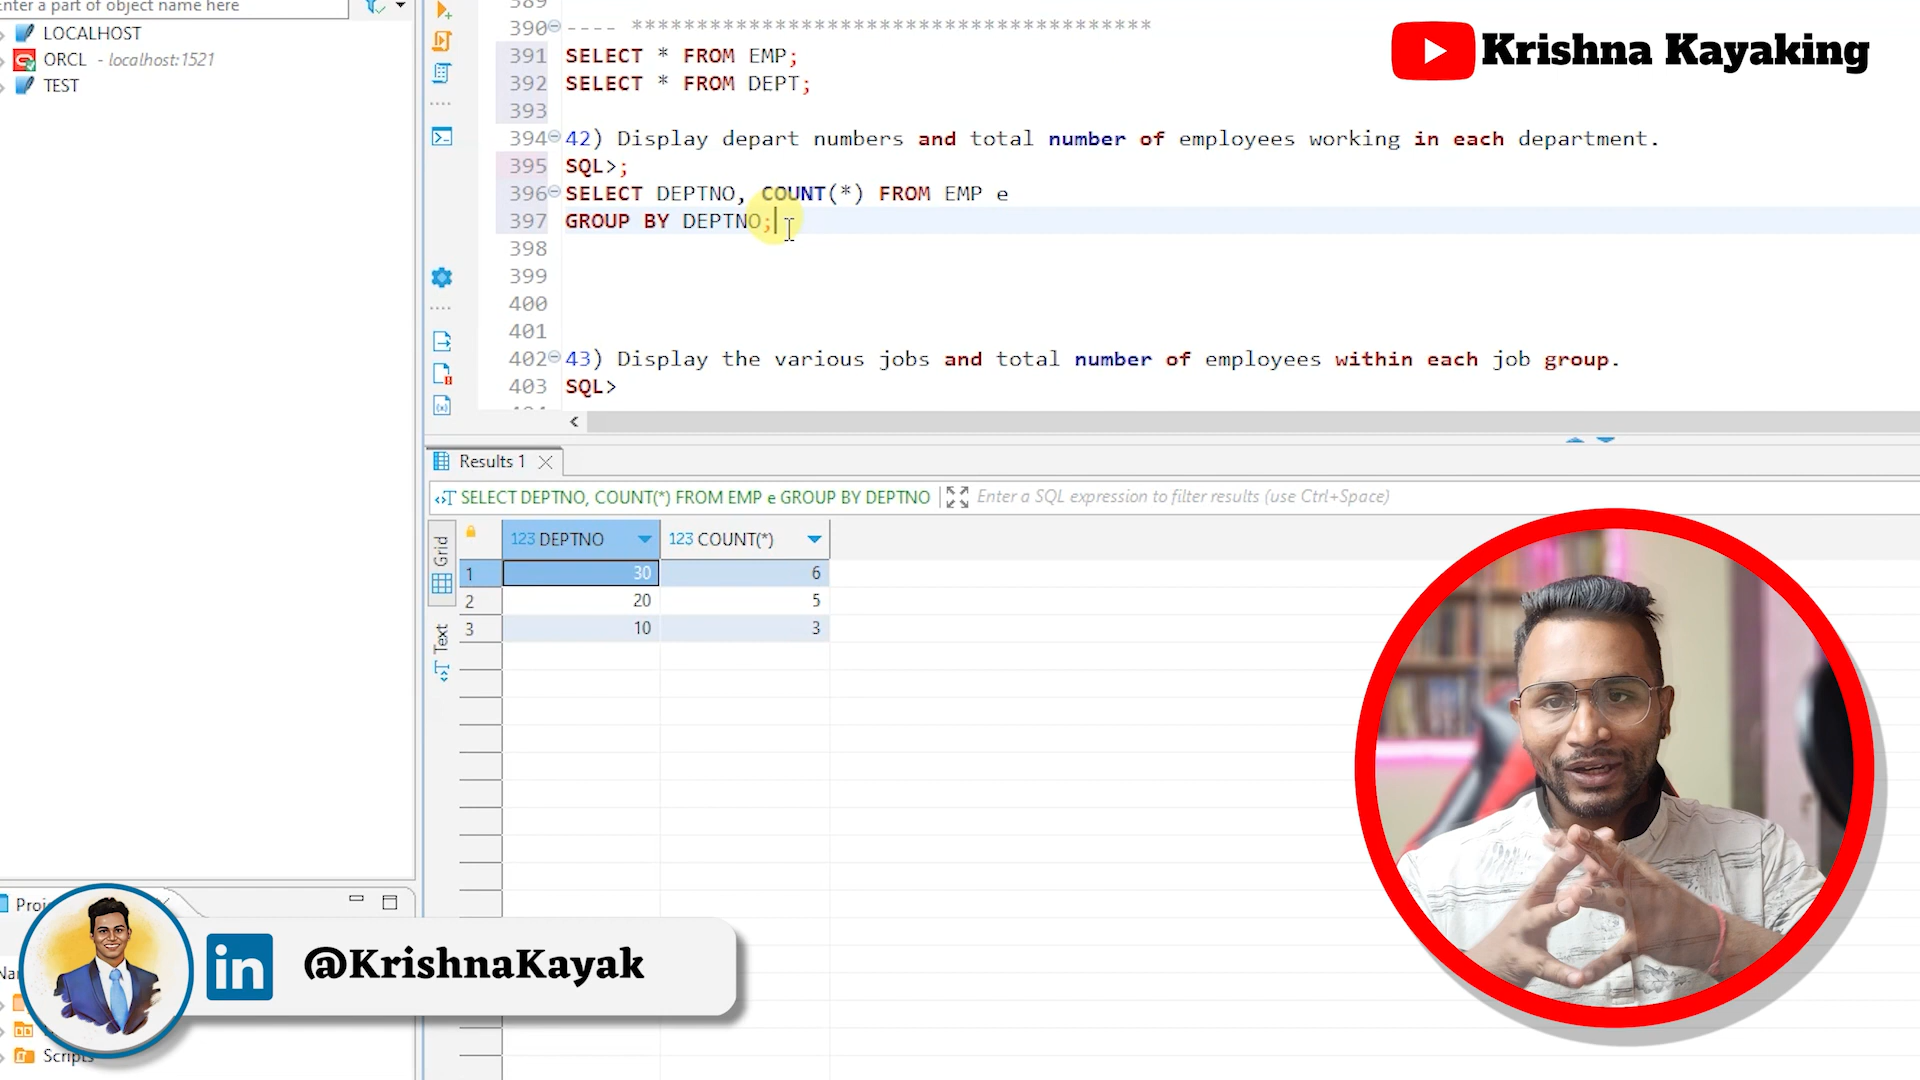 Enter a part of object name here
LOCALHOST
ORCL - localhost:1521
TEST
389
390 ---- ****************************************
391 SELECT * FROM EMP;
392 SELECT * FROM DEPT;
393
394 42) Display depart numbers and total number of employees working in each department.
395 SQL>;
396 SELECT DEPTNO, COUNT(*) FROM EMP e
397 GROUP BY DEPTNO;
398
399
400
401
402 43) Display the various jobs and total number of employees within each job group.
403 SQL>
Krishna Kayaking
Results 1
SELECT DEPTNO, COUNT(*) FROM EMP e GROUP BY DEPTNO
Enter a SQL expression to filter results (use Ctrl+Space)
Grid
Text
123 DEPTNO 123 COUNT(*)
1 30 6
2 20 5
3 10 3
in @KrishnaKayak
Scripts